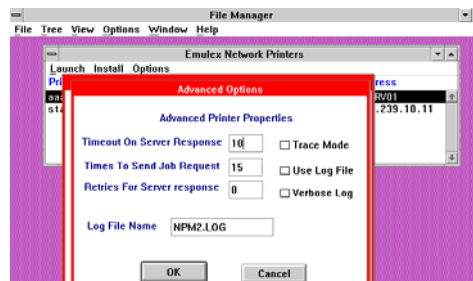 File Manager
File Tree View Options Window Help
Emulex Network Printers
Launch Install Options
Advanced Options
Advanced Printer Properties
Timeout On Server Response 10 Trace Mode
Times To Send Job Request 15 Use Log File
Retries For Server response 0 Verbose Log
Log File Name NPM2.LOG
OK Cancel
.239.10.11